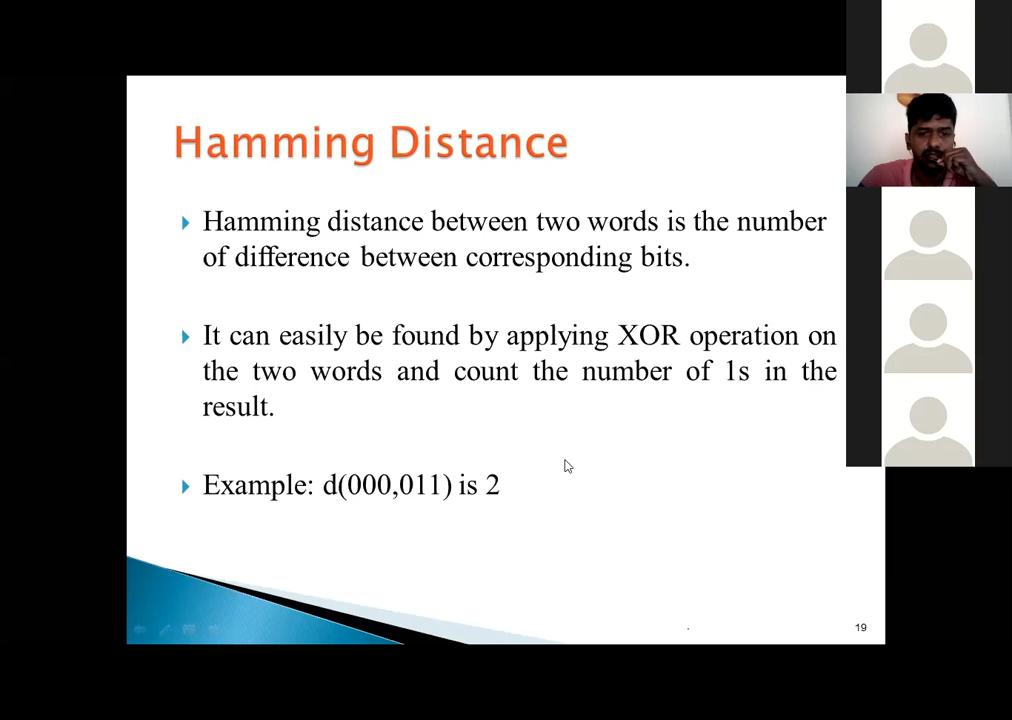 Hamming Distance
Hamming distance between two words is the number
of difference between corresponding bits.
It can easily be found by applying XOR operation on
the two words and count the number of 1s in the
result.
Example: d(000,011) is 2
19